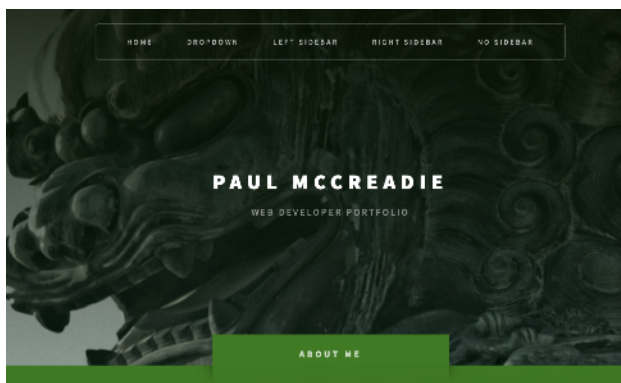 HOME DROPDOWN LEFT SIDEBAR RIGHT SIDEBAR NO SIDEBAR
PAUL MCCREADIE
WEB DEVELOPER PORTFOLIO
ABOUT ME